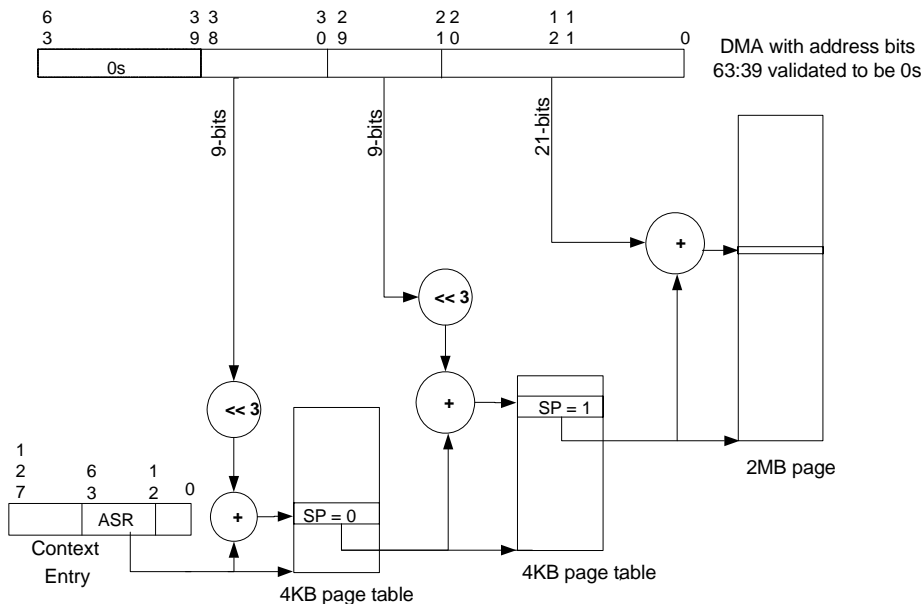 6 3 3 3 2 2 2 1 1
3 9 8 0 9 1 0 2 1 0
DMA with address bits
63:39 validated to be 0s
0s
9-bits
9-bits
21-bits
+
<< 3
<< 3
+
SP = 1
2MB page
1
2 6 1
7 3 2 0
ASR
+
SP = 0
Context
Entry
4KB page table
4KB page table